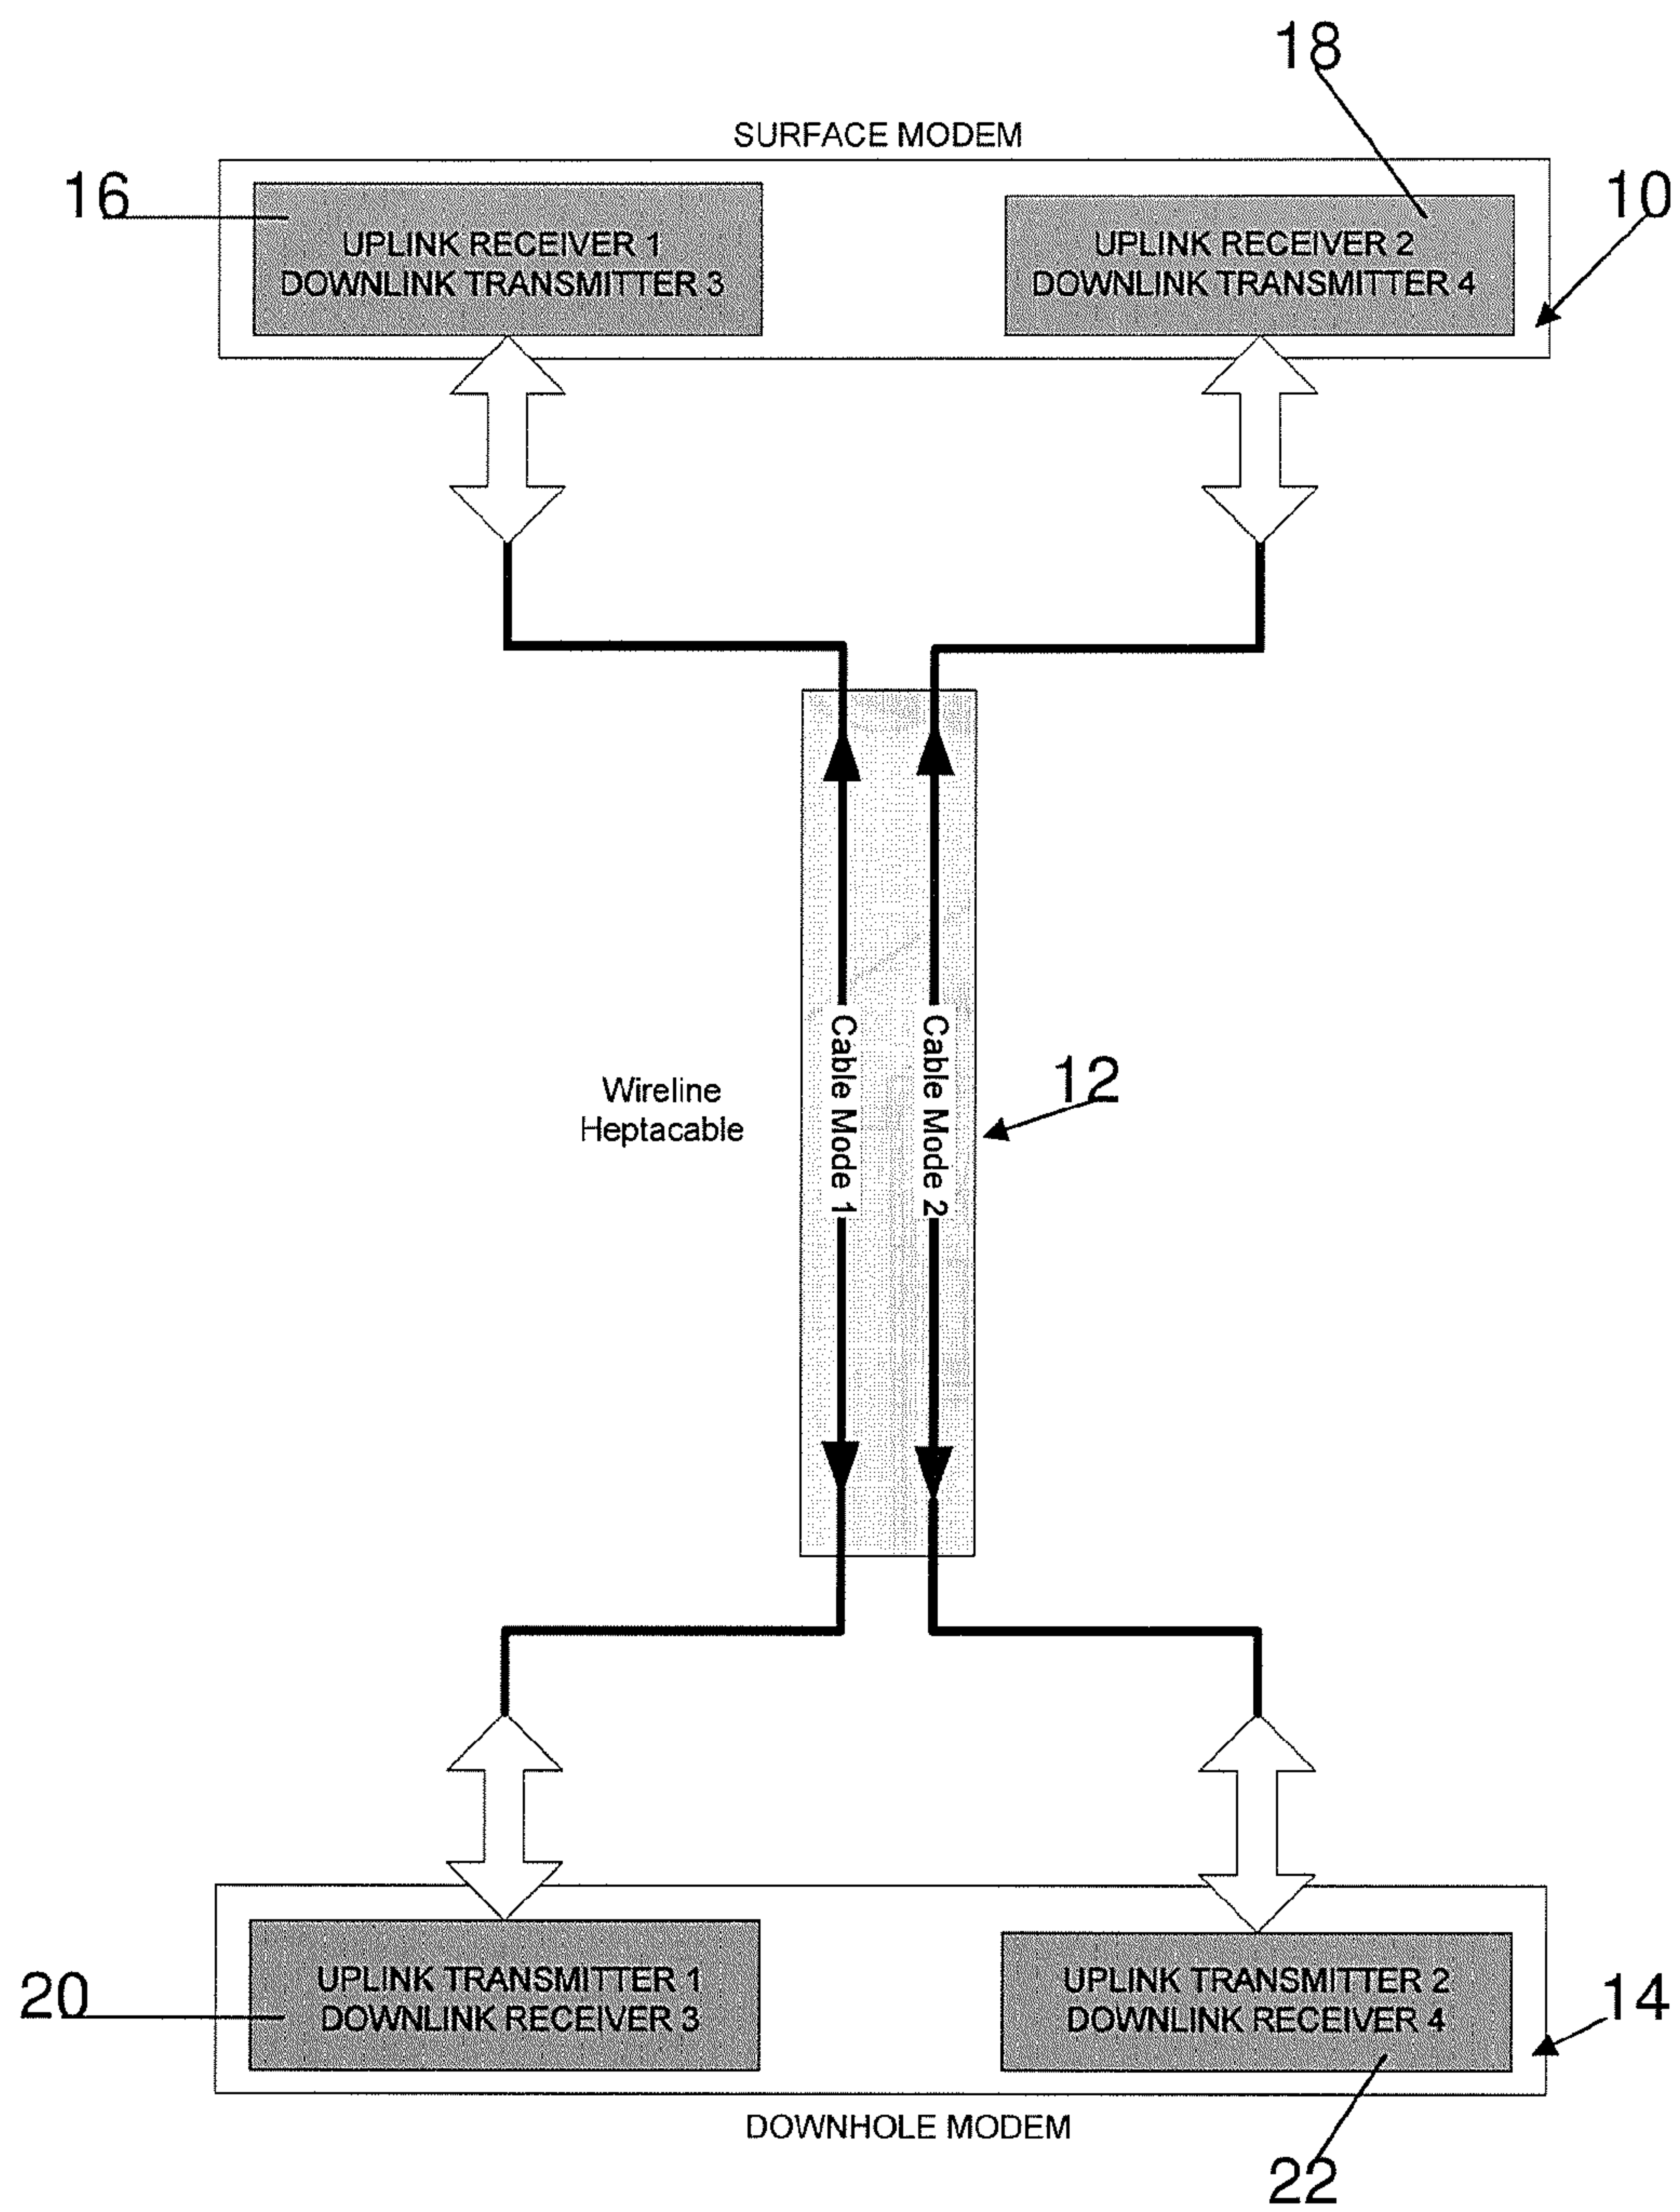 18
SURFACE MODEM
16
10
UPLINK RECEIVER 1
DOWNLINK TRANSMITTER 3
UPLINK RECEIVER 2
DOWNLINK TRANSMITTER 4
Cable Mode 1
Cable Mode 2
Wireline
Heptacable
12
20
UPLINK TRANSMITTER 1
DOWNLINK RECEIVER 3
UPLINK TRANSMITTER 2
DOWNLINK RECEIVER 4
14
DOWNHOLE MODEM
22